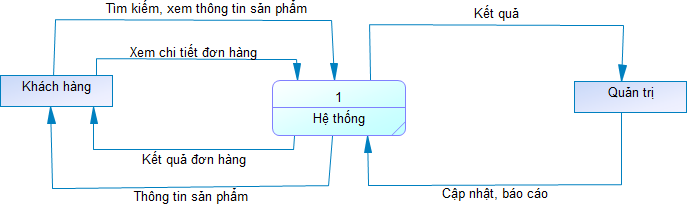 Tìm kiếm, xem thông tin sản phẩm
Kết quả
Xem chi tiết đơn hàng
Khách hàng
1
Hệ thống
Quản trị
Kết quả đơn hàng
Thông tin sản phẩm
Cập nhật, báo cáo